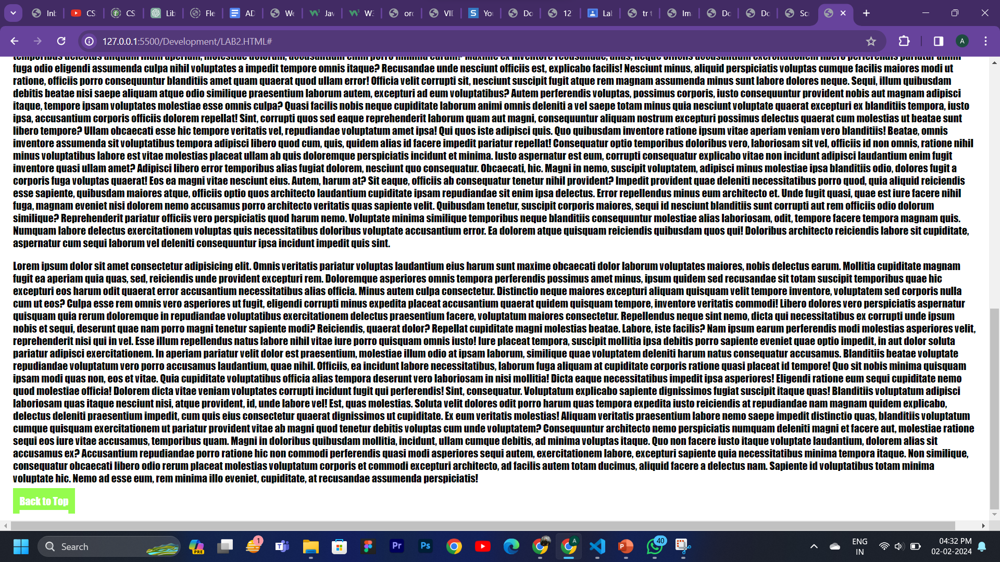 Inb
CS
CS
Lib
Fle
AD
We
Jav
W3
orc
VII
You
Do
12
Lab
tr t
Im
Do
Do
Sc
127.0.0.1:5500/Development/LAB2.HTML#
A
fuga odio eligendi assumenda culpa nihil voluptates a impedit tempore omnis itaque? Recusandae unde nesciunt officiis est, explicabo facilis! Nesciunt minus, aliquid perspiciatis voluptas cumque facilis maiores modi ut
ratione, officiis porro consequuntur blanditiis amet quam quaerat quod ullam error! Officia velit corrupti sit, nesciunt suscipit fugit atque rem magnam assumenda minus sunt labore dolores neque. Sequi, illum quibusdam
debitis beatae nisi saepe aliquam atque odio similique praesentium laborum autem, excepturi ad eum voluptatibus? Autem perferendis voluptas, possimus corporis, iusto consequuntur provident nobis aut magnam adipisci
itaque, tempore ipsam voluptates molestiae esse omnis culpa? Quasi facilis nobis neque cupiditate laborum animi omnis deleniti a vel saepe totam minus quia nesciunt voluptate quaerat excepturi ex blanditiis tempora, iusto
ipsa, accusantium corporis officiis dolorem repellat! Sint, corrupti quos sed eaque reprehenderit laborum quam aut magni, consequuntur aliquam nostrum excepturi possimus delectus quaerat cum molestias ut beatae sunt
libero tempore? Ullam obcaecati esse hic tempore veritatis vel, repudiandae voluptatum amet ipsa! Qui quos iste adipisci quis. Quo quibusdam inventore ratione ipsum vitae aperiam veniam vero blanditiis! Beatae, omnis
inventore assumenda sit voluptatibus tempora adipisci libero quod cum, quis, quidem alias id facere impedit pariatur repellat! Consequatur optio temporibus doloribus vero, laboriosam sit vel, officiis id non omnis, ratione nihil
minus voluptatibus labore est vitae molestias placeat ullam ab quis doloremque perspiciatis incidunt et minima. Iusto aspernatur est eum, corrupti consequatur explicabo vitae non incidunt adipisci laudantium enim fugit
inventore quasi ullam amet? Adipisci libero error temporibus alias fugiat dolorem, nesciunt quo consequatur. Obcaecati, hic. Magni in nemo, suscipit voluptatem, adipisci minus molestiae ipsa blanditiis odio, dolores fugit a
corporis fuga voluptas quaerat! Eos ea magni vitae nesciunt eius. Autem, harum at? Sit eaque, officiis ab consequatur tenetur nihil provident? Impedit provident quae deleniti necessitatibus porro quod, quia aliquid reiciendis
esse sapiente, quibusdam maiores atque, officiis optio quos architecto laudantium cupiditate ipsam repudiandae sit enim ipsa delectus. Error repellendus minus eum architecto et. Unde fugit quasi, quae est iure facere nihil
fuga, magnam eveniet nisi dolorem nemo accusamus porro architecto veritatis quas sapiente velit. Quibusdam tenetur, suscipit corporis maiores, sequi id nesciunt blanditiis sunt corrupti aut rem officiis odio dolorum
similique? Reprehenderit pariatur officiis vero perspiciatis quod harum nemo. Voluptate minima similique temporibus neque blanditiis consequuntur molestiae alias laboriosam, odit, tempore facere tempora magnam quis.
Numquam labore delectus exercitationem voluptas quis necessitatibus doloribus voluptate accusantium error. Ea dolorem atque quisquam reiciendis quibusdam quos qui! Doloribus architecto reiciendis labore sit cupiditate,
aspernatur cum sequi laborum vel deleniti consequuntur ipsa incidunt impedit quis sint.
Lorem ipsum dolor sit amet consectetur adipisicing elit. Omnis veritatis pariatur voluptas laudantium eius harum sunt maxime obcaecati dolor laborum voluptates maiores, nobis delectus earum. Mollitia cupiditate magnam
fugit ea aperiam quia quas, sed, reiciendis unde provident excepturi rem. Doloremque asperiores omnis tempora perferendis possimus amet minus, ipsum quidem sed recusandae sit totam suscipit temporibus quae hic
excepturi eos harum odit quaerat error accusantium necessitatibus alias officia. Minus autem culpa consectetur. Distinctio neque maiores excepturi aliquam quisquam velit tempore inventore, voluptatem sed corporis nulla
cum ut eos? Culpa esse rem omnis vero asperiores ut fugit, eligendi corrupti minus expedita placeat accusantium quaerat quidem quisquam tempore, inventore veritatis commodi! Libero dolores vero perspiciatis aspernatur
quisquam quia rerum doloremque in repudiandae voluptatibus exercitationem delectus praesentium facere, voluptatum maiores consectetur. Repellendus neque sint nemo, dicta qui necessitatibus ex corrupti unde ipsum
nobis et sequi, deserunt quae nam porro magni tenetur sapiente modi? Reiciendis, quaerat dolor? Repellat cupiditate magni molestias beatae. Labore, iste facilis? Nam ipsum earum perferendis modi molestias asperiores velit,
reprehenderit nisi qui in vel. Esse illum repellendus natus labore nihil vitae iure porro quisquam omnis iusto! Iure placeat tempora, suscipit mollitia ipsa debitis porro sapiente eveniet quae optio impedit, in aut dolor soluta
pariatur adipisci exercitationem. In aperiam pariatur velit dolor est praesentium, molestiae illum odio at ipsam laborum, similique quae voluptatem deleniti harum natus consequatur accusamus. Blanditiis beatae voluptate
repudiandae voluptatum vero porro accusamus laudantium, quae nihil. Officiis, ea incidunt labore necessitatibus, laborum fuga aliquam at cupiditate corporis ratione quasi placeat id tempore! Quo sit nobis minima quisquam
ipsam modi quas non, eos et vitae. Quia cupiditate voluptatibus officia alias tempora deserunt vero laboriosam in nisi mollitia! Dicta eaque necessitatibus impedit ipsa asperiores! Eligendi ratione eum sequi cupiditate nemo
quod molestiae officia! Dolorem dicta vitae veniam voluptates corrupti incidunt fugit qui perferendis! Sint, consequatur. Voluptatum explicabo sapiente dignissimos fugiat suscipit itaque quas! Blanditiis voluptatum adipisci
laboriosam quas itaque nesciunt nisi, atque provident, id, unde labore vel! Est, quas molestias. Soluta velit dolores odit porro harum quas tempora expedita iusto reiciendis at repudiandae nam magnam quidem explicabo,
delectus deleniti praesentium impedit, cum quis eius consectetur quaerat dignissimos ut cupiditate. Ex eum veritatis molestias! Aliquam veritatis praesentium labore nemo saepe impedit distinctio quas, blanditiis voluptatum
cumque quisquam exercitationem ut pariatur provident vitae ab magni quod tenetur debitis voluptas cum unde voluptatem? Consequuntur architecto nemo perspiciatis numquam deleniti magni et facere aut, molestiae ratione
sequi eos iure vitae accusamus, temporibus quam. Magni in doloribus quibusdam mollitia, incidunt, ullam cumque debitis, ad minima voluptas itaque. Quo non facere iusto itaque voluptate laudantium, dolorem alias sit
accusamus ex? Accusantium repudiandae porro ratione hic non commodi perferendis quasi modi asperiores sequi autem, exercitationem labore, excepturi sapiente quia necessitatibus minima tempora itaque. Non similique,
consequatur obcaecati libero odio rerum placeat molestias voluptatum corporis et commodi excepturi architecto, ad facilis autem totam ducimus, aliquid facere a delectus nam. Sapiente id voluptatibus totam minima
voluptate hic. Nemo ad esse eum, rem minima illo eveniet, cupiditate, at recusandae assumenda perspiciatis!
Back to Top
Search
PRE
1
Pr
Ps
A
40
ENG
IN
04:32 PM
02-02-2024